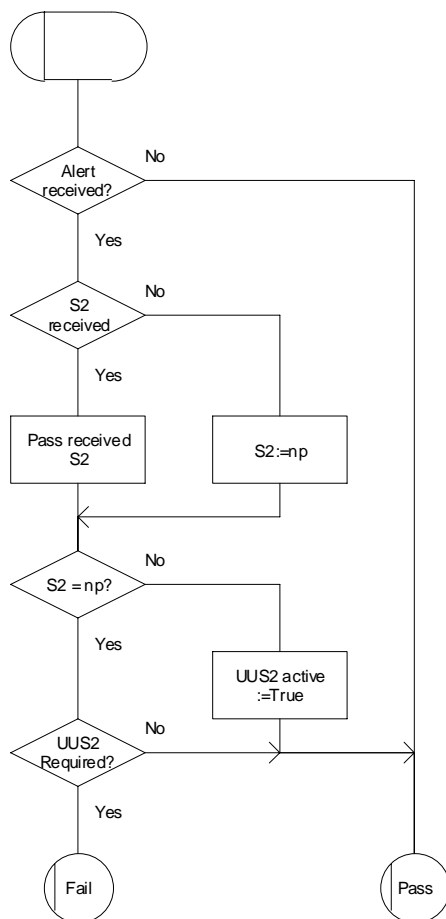 Alert
received?
No
Yes
S2
received
No
Yes
Pass received
S2
S2:=np
S2 = np?
No
Yes
UUS2 active
:=True
UUS2
Required?
No
Yes
Fail
Pass